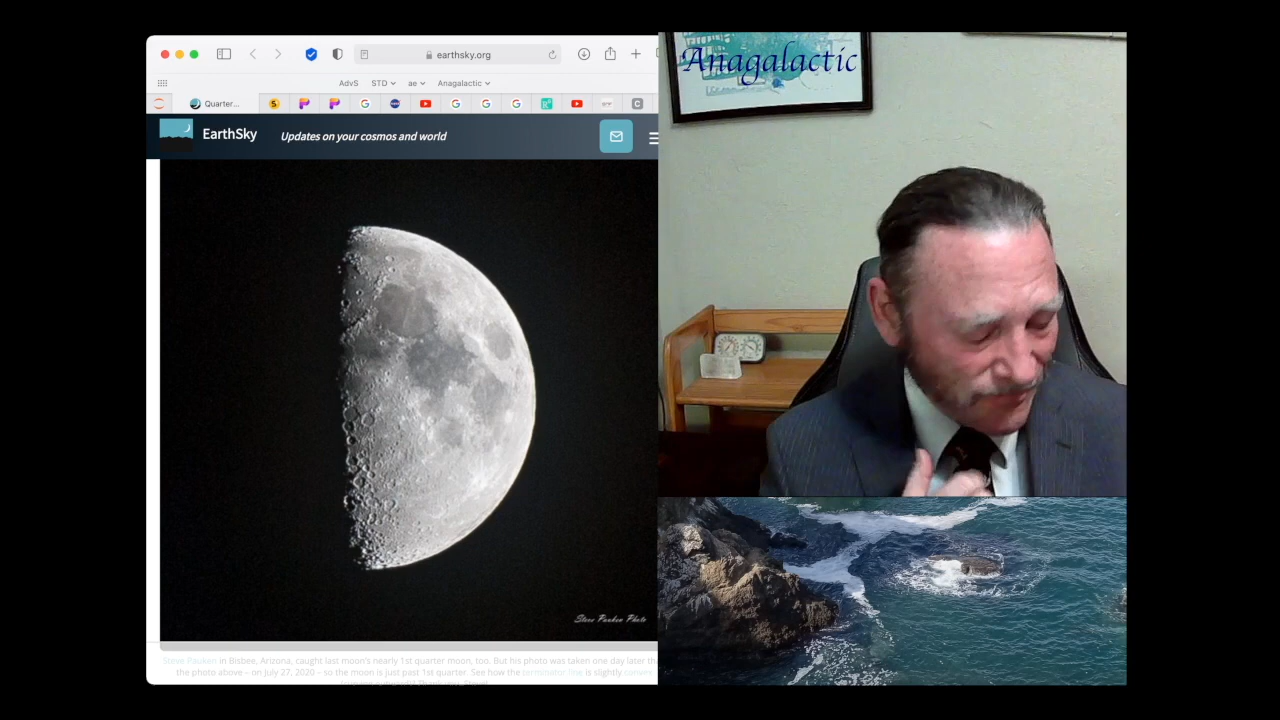 earthsky.org
AdvS STD ae Anagalactic
Quarter...
EarthSky Updates on your cosmos and world
Steve Pauken Photo
Steve Pauken in Bisbee, Arizona, caught last moon's nearly 1st quarter moon, too. But his photo was taken one day later
the photo above – on July 27, 2020 – so the moon is just past 1st quarter. See how the terminator line is slightly convex
Anagalactic